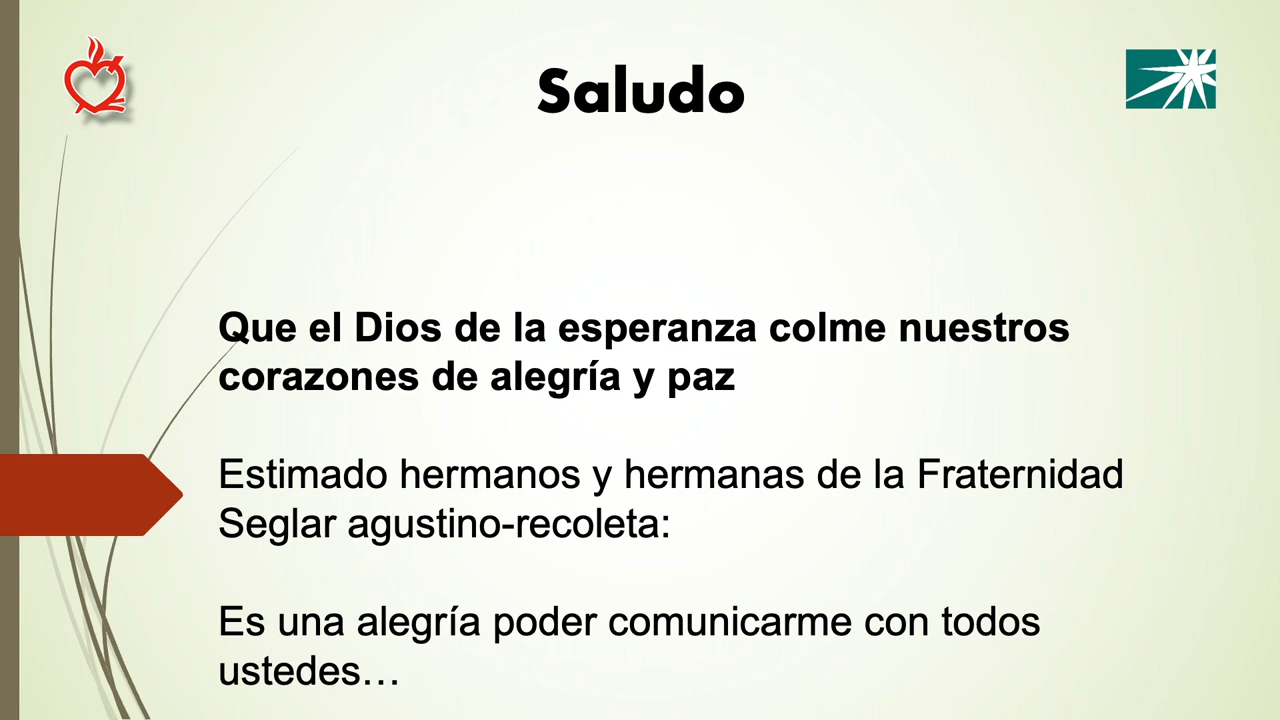 Saludo
Que el Dios de la esperanza colme nuestros
corazones de alegría y paz
Estimado hermanos y hermanas de la Fraternidad
Seglar agustino-recoleta:
Es una alegría poder comunicarme con todos
ustedes…